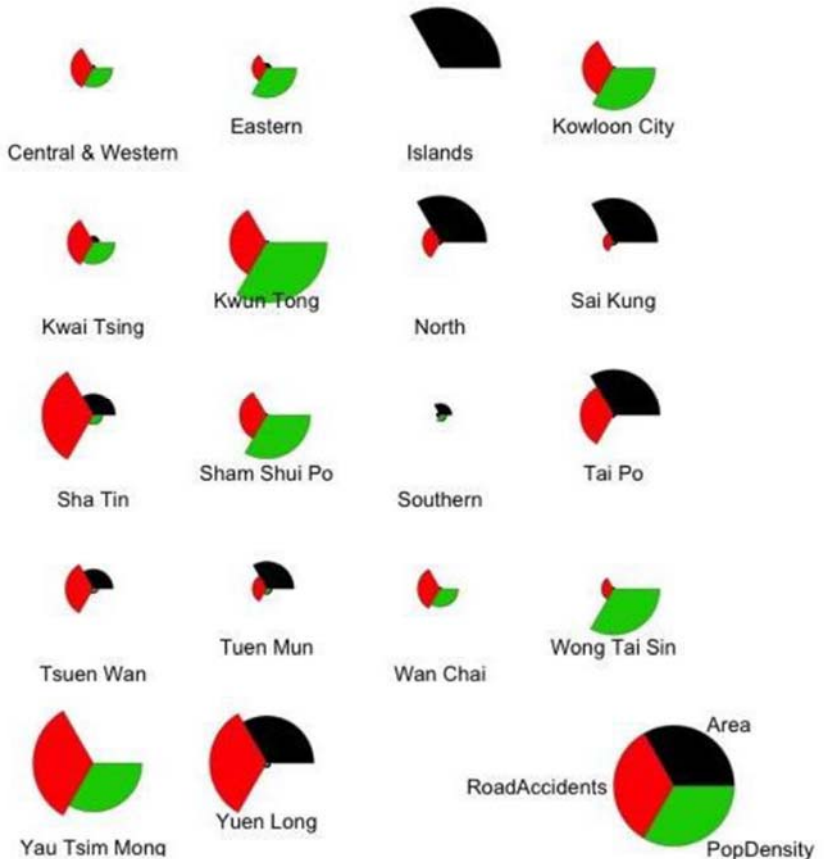 Central & Western
Eastern
Islands
Kowloon City
Kwai Tsing
Kwun Tong
North
Sai Kung
Sha Tin
Sham Shui Po
Southern
Tai Po
Tsuen Wan
Tuen Mun
Wan Chai
Wong Tai Sin
Yau Tsim Mong
Yuen Long
Area
RoadAccidents
PopDensity